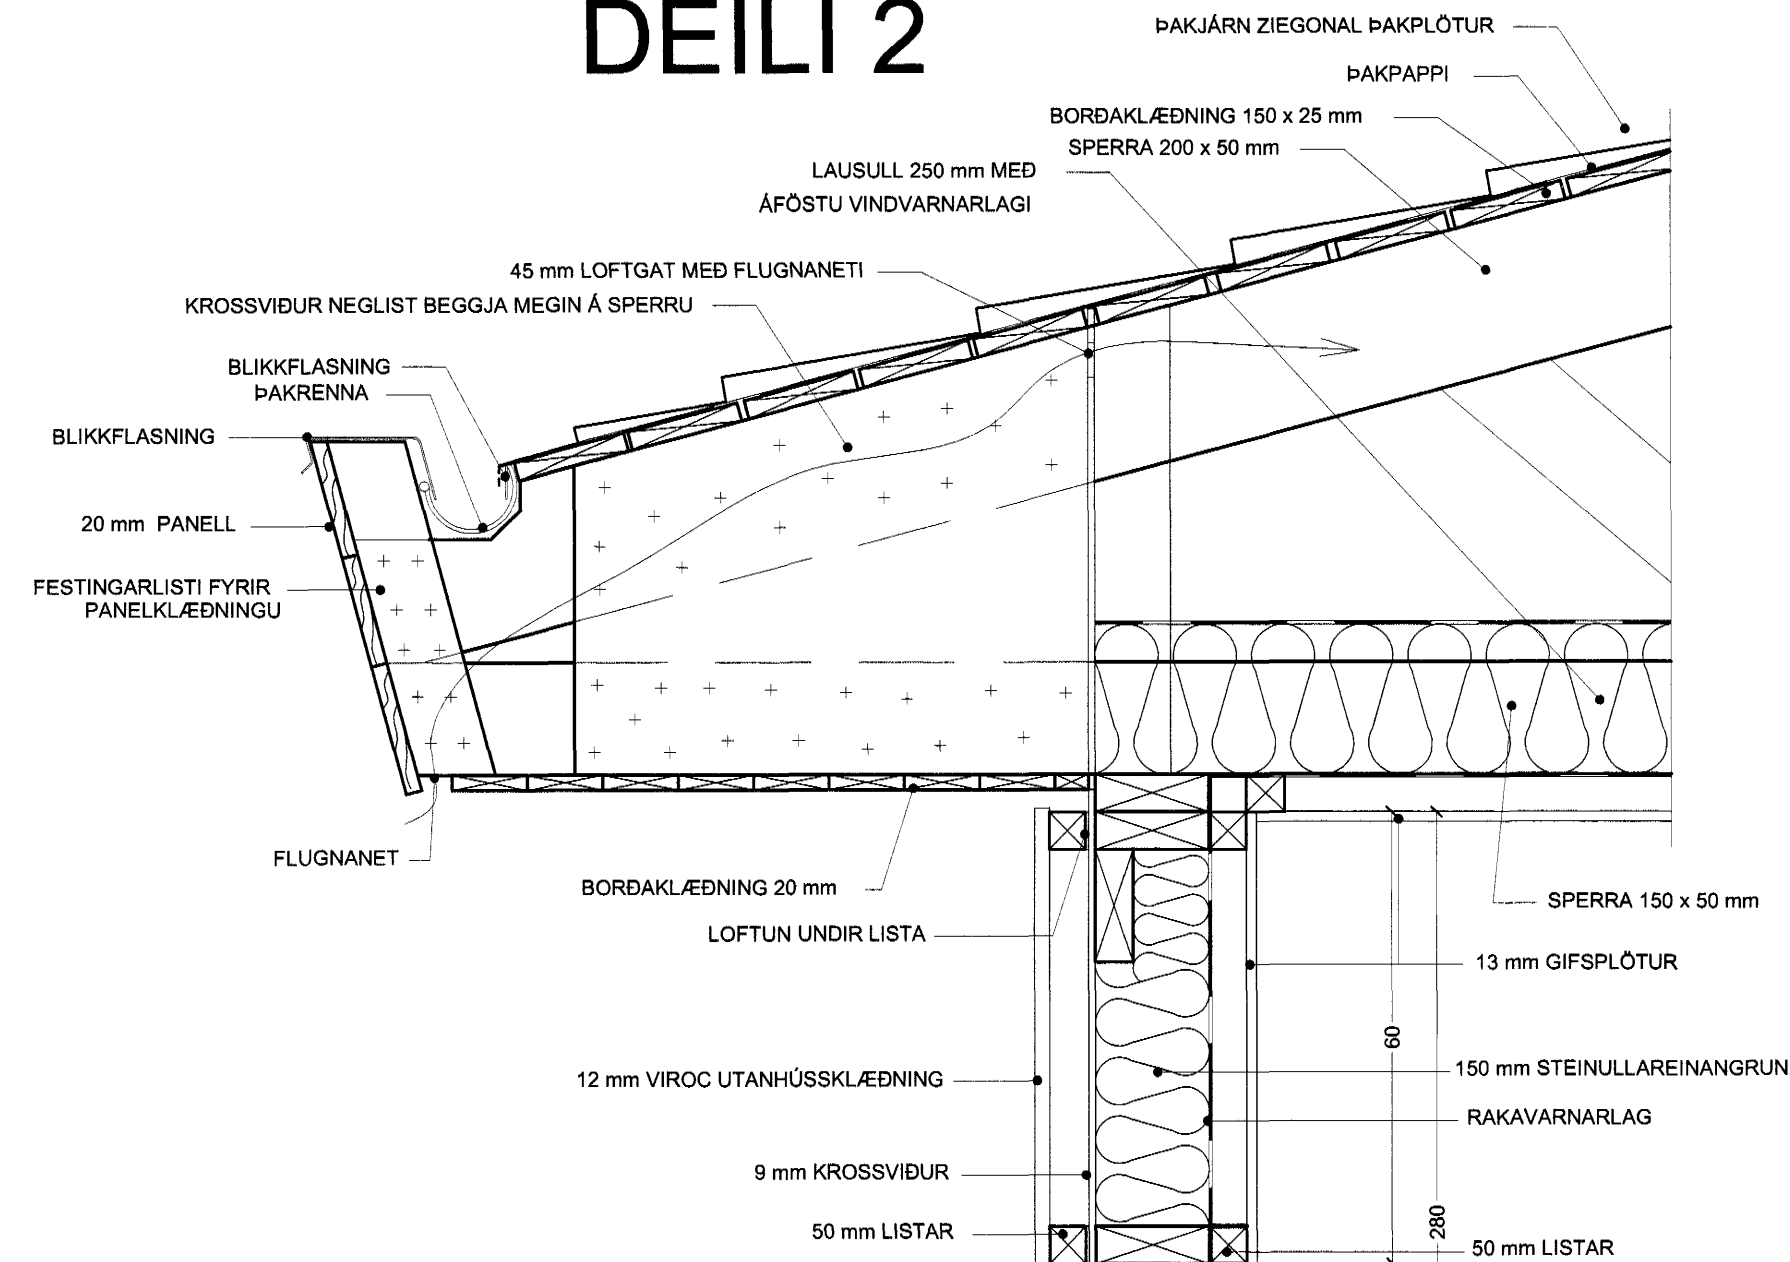 DEILI 2
ÞAKJÁRN ZIEGONAL ÞAKPLÖTUR
ÞAKPAPPI
BORÐAKLÆÐNING 150 x 25 mm
SPERRA 200 x 50 mm
LAUSULL 250 mm MEÐ
ÁFÖSTU VINDVARNARLAGI
45 mm LOFTGAT MEÐ FLUGNANETI
KROSSVIÐUR NEGLIST BEGGJA MEGIN Á SPERRU
BLIKKFLASNING
ÞAKRENNA
BLIKKFLASNING
20 mm PANELL
FESTINGARLISTI FYRIR
PANELKLÆÐNINGU
FLUGNANET
BORÐAKLÆÐNING 20 mm
LOFTUN UNDIR LISTA
SPERRA 150 x 50 mm
13 mm GIFSPLÖTUR
60
12 mm VIROC UTANHÚSSKLÆÐNING
150 mm STEINULLAREINANGRUN
RAKAVARNARLAG
9 mm KROSSVIÐUR
280
50 mm LISTAR
50 mm LISTAR